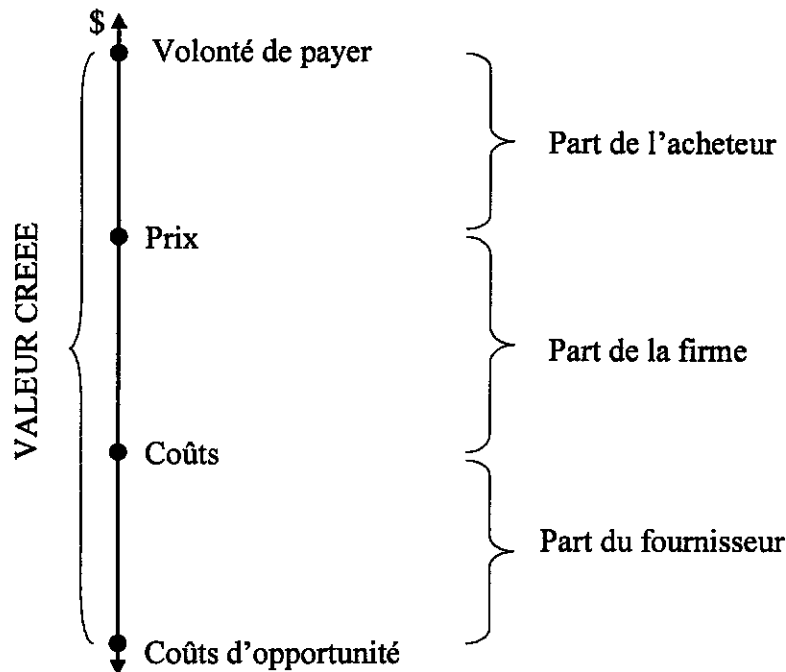 $
Volonté de payer
Part de l'acheteur
Prix
VALEUR CREEE
Part de la firme
Coûts
Part du fournisseur
Coûts d'opportunité